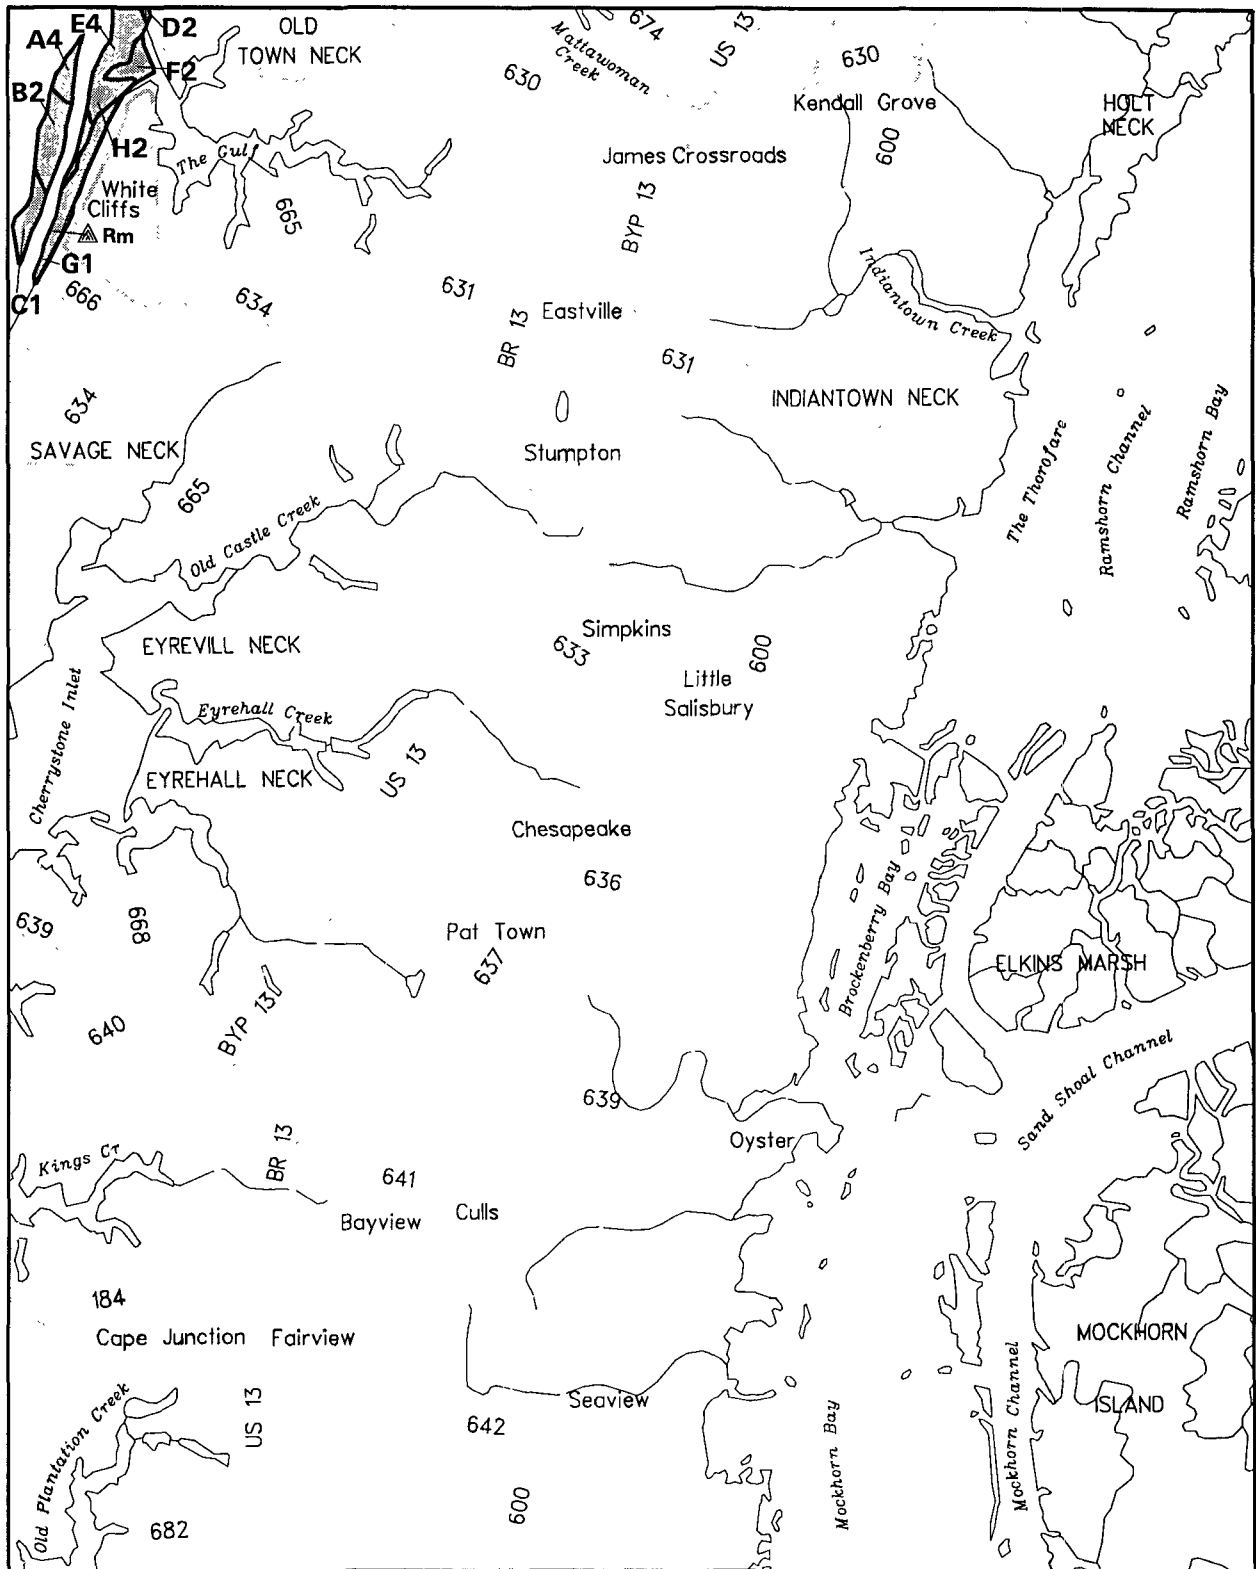 E4
D2
OLD
TOWN NECK
A4
F2
B2
H2
The Gulf
White
Cliffs
Rm
G1
C1
666
665
634
631
Mattawoman
Creek
674
US 13
630
630
Kendall Grove
HOLT
NECK
James Crossroads
600
BYP 13
Indiantown Creek
Eastville
BR 13
631
INDIANTOWN NECK
634
SAVAGE NECK
Stumpton
665
Old Castle Creek
The Thorofare
Ramshorn Channel
Ramshorn Bay
EYREVILL NECK
Simpkins
633
600
Little
Salisbury
Cherrystone Inlet
Eyrehall Creek
EYREHALL NECK
US 13
Chesapeake
636
Brockenberry Bay
639
668
Pat Town
637
ELKINS MARSH
640
BYP 13
639
Sand Shoal Channel
Oyster
Kings Cr
BR 13
641
Bayview
Culls
184
Cape Junction
Fairview
MOCKHORN
ISLAND
Old Plantation Creek
US 13
642
Seaview
Mockhorn Bay
Mockhorn Channel
682
600